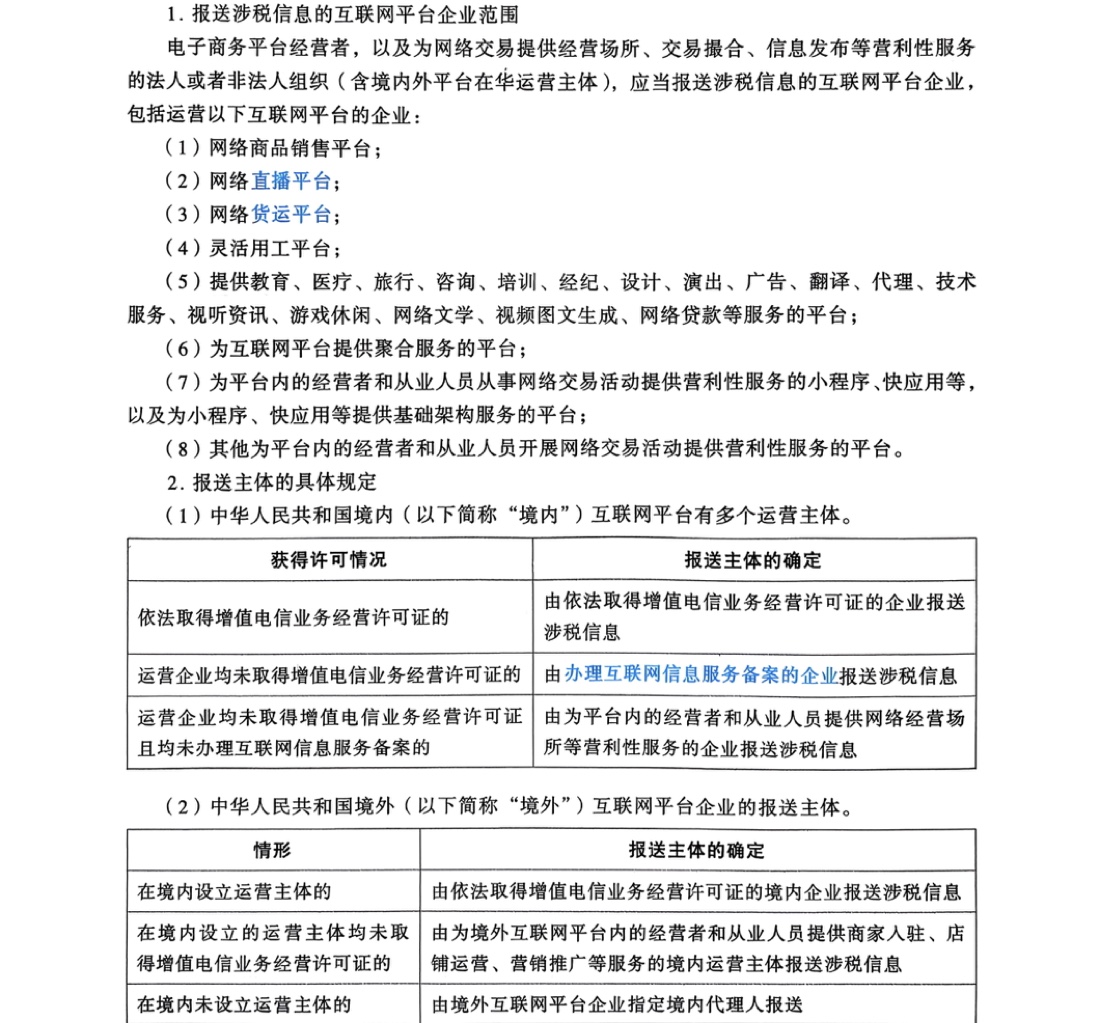 1. 报送涉税信息的互联网平台企业范围
电子商务平台经营者，以及为网络交易提供经营场所、交易撮合、信息发布等营利性服务
的法人或者非法人组织（含境内外平台在华运营主体），应当报送涉税信息的互联网平台企业，
包括运营以下互联网平台的企业：
（1）网络商品销售平台；
（2）网络直播平台；
（3）网络货运平台；
（4）灵活用工平台；
（5）提供教育、医疗、旅行、咨询、培训、经纪、设计、演出、广告、翻译、代理、技术
服务、视听资讯、游戏休闲、网络文学、视频图文生成、网络贷款等服务的平台；
（6）为互联网平台提供聚合服务的平台；
（7）为平台内的经营者和从业人员从事网络交易活动提供营利性服务的小程序、快应用等，
以及为小程序、快应用等提供基础架构服务的平台；
（8）其他为平台内的经营者和从业人员开展网络交易活动提供营利性服务的平台。
2. 报送主体的具体规定
（1）中华人民共和国境内（以下简称“境内”）互联网平台有多个运营主体。
获得许可情况 报送主体的确定
依法取得增值电信业务经营许可证的
由依法取得增值电信业务经营许可证的企业报送
涉税信息
运营企业均未取得增值电信业务经营许可证的
由办理互联网信息服务备案的企业报送涉税信息
运营企业均未取得增值电信业务经营许可证
且均未办理互联网信息服务备案的
由为平台内的经营者和从业人员提供网络经营场
所等营利性服务的企业报送涉税信息
（2）中华人民共和国境外（以下简称“境外”）互联网平台企业的报送主体。
情形 报送主体的确定
在境内设立运营主体的
由依法取得增值电信业务经营许可证的境内企业报送涉税信息
在境内设立的运营主体均未取
得增值电信业务经营许可证的
由为境外互联网平台内的经营者和从业人员提供商家入驻、店
铺运营、营销推广等服务的境内运营主体报送涉税信息
在境内未设立运营主体的
由境外互联网平台企业指定境内代理人报送